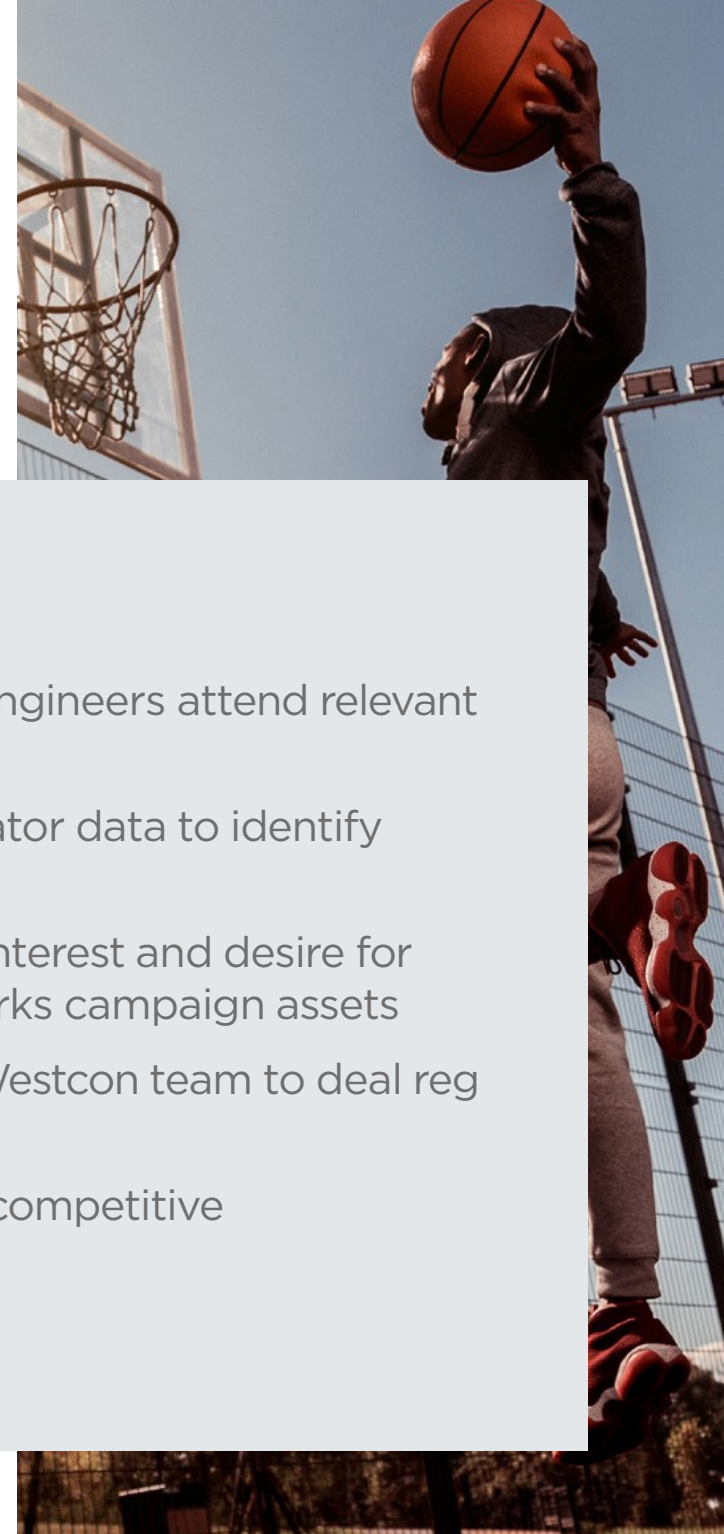 ngineers attend relevant
ator data to identify
nterest and desire for
rks campaign assets
Westcon team to deal reg
competitive